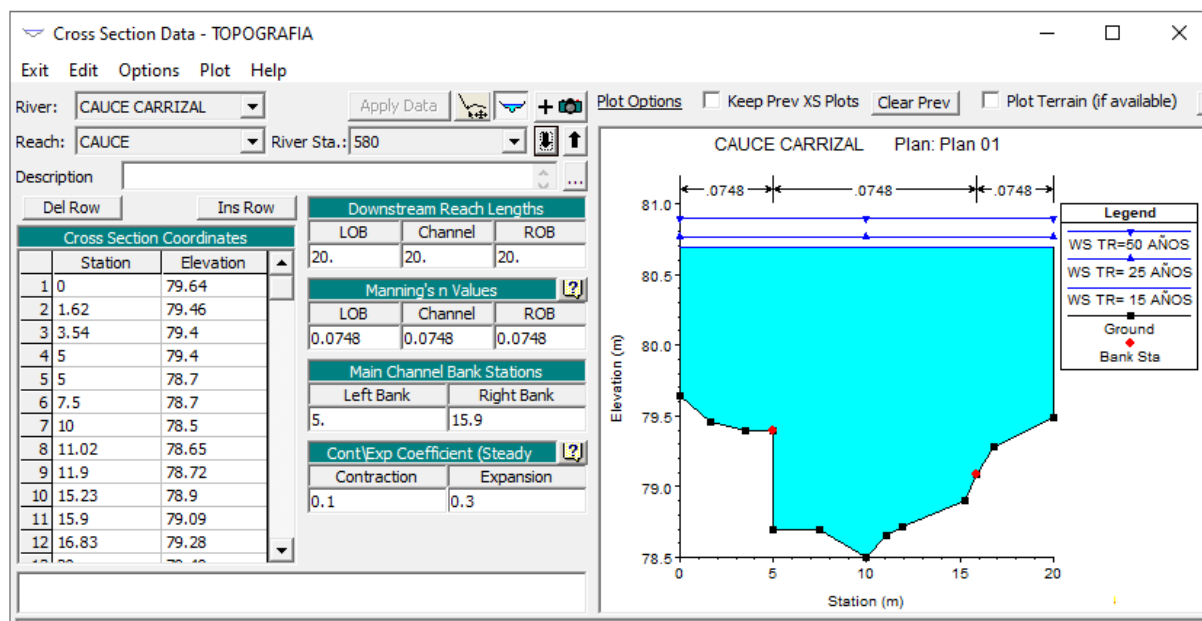 Cross Section Data - TOPOGRAFIA
Exit Edit Options Plot Help
River: CAUCE CARRIZAL Apply Data
Reach: CAUCE River Sta.: 580
Description ...
Del Row Ins Row
Cross Section Coordinates
Station Elevation
1 0 79.64
2 1.62 79.46
3 3.54 79.4
4 5 79.4
5 5 78.7
6 7.5 78.7
7 10 78.5
8 11.02 78.65
9 11.9 78.72
10 15.23 78.9
11 15.9 79.09
12 16.83 79.28
Downstream Reach Lengths
LOB Channel ROB
20. 20. 20.
Manning's n Values
LOB Channel ROB
0.0748 0.0748 0.0748
Main Channel Bank Stations
Left Bank Right Bank
5. 15.9
Cont\Exp Coefficient (Steady
Contraction Expansion
0.1 0.3
Plot Options Keep Prev XS Plots Clear Prev Plot Terrain (if available)
CAUCE CARRIZAL Plan: Plan 01
.0748 .0748 .0748
81.0
80.5
80.0
79.5
79.0
78.5
Elevation (m)
0 5 10 15 20
Station (m)
Legend
WS TR=50 AÑOS
WS TR= 25 AÑOS
WS TR= 15 AÑOS
Ground
Bank Sta